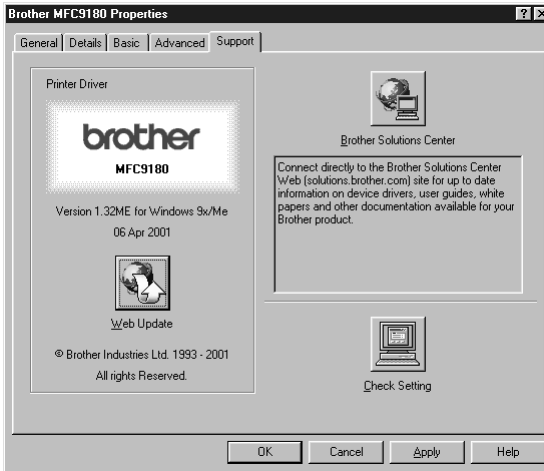 Brother MFC9180 Properties
General
Details
Basic
Advanced
Support
Printer Driver
brother
MFC9180
Version 1.32ME for Windows 9x/Me
06 Apr 2001
Web Update
© Brother Industries Ltd. 1993 - 2001
All rights Reserved.
Brother Solutions Center
Connect directly to the Brother Solutions Center
Web (solutions.brother.com) site for up to date
information on device drivers, user guides, white
papers and other documentation available for your
Brother product.
Check Setting
OK
Cancel
Apply
Help